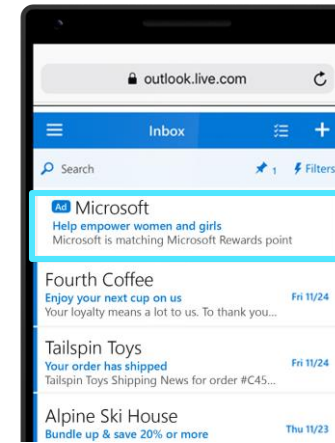 outlook.live.com
Inbox
Search 1 Filters
Ad Microsoft
Help empower women and girls
Microsoft is matching Microsoft Rewards point
Fourth Coffee
Enjoy your next cup on us Fri 11/24
Your loyalty means a lot to us. To thank you...
Tailspin Toys
Your order has shipped Fri 11/24
Tailspin Toys Shipping News for order #C45...
Alpine Ski House
Bundle up & save 20% or more Thu 11/23